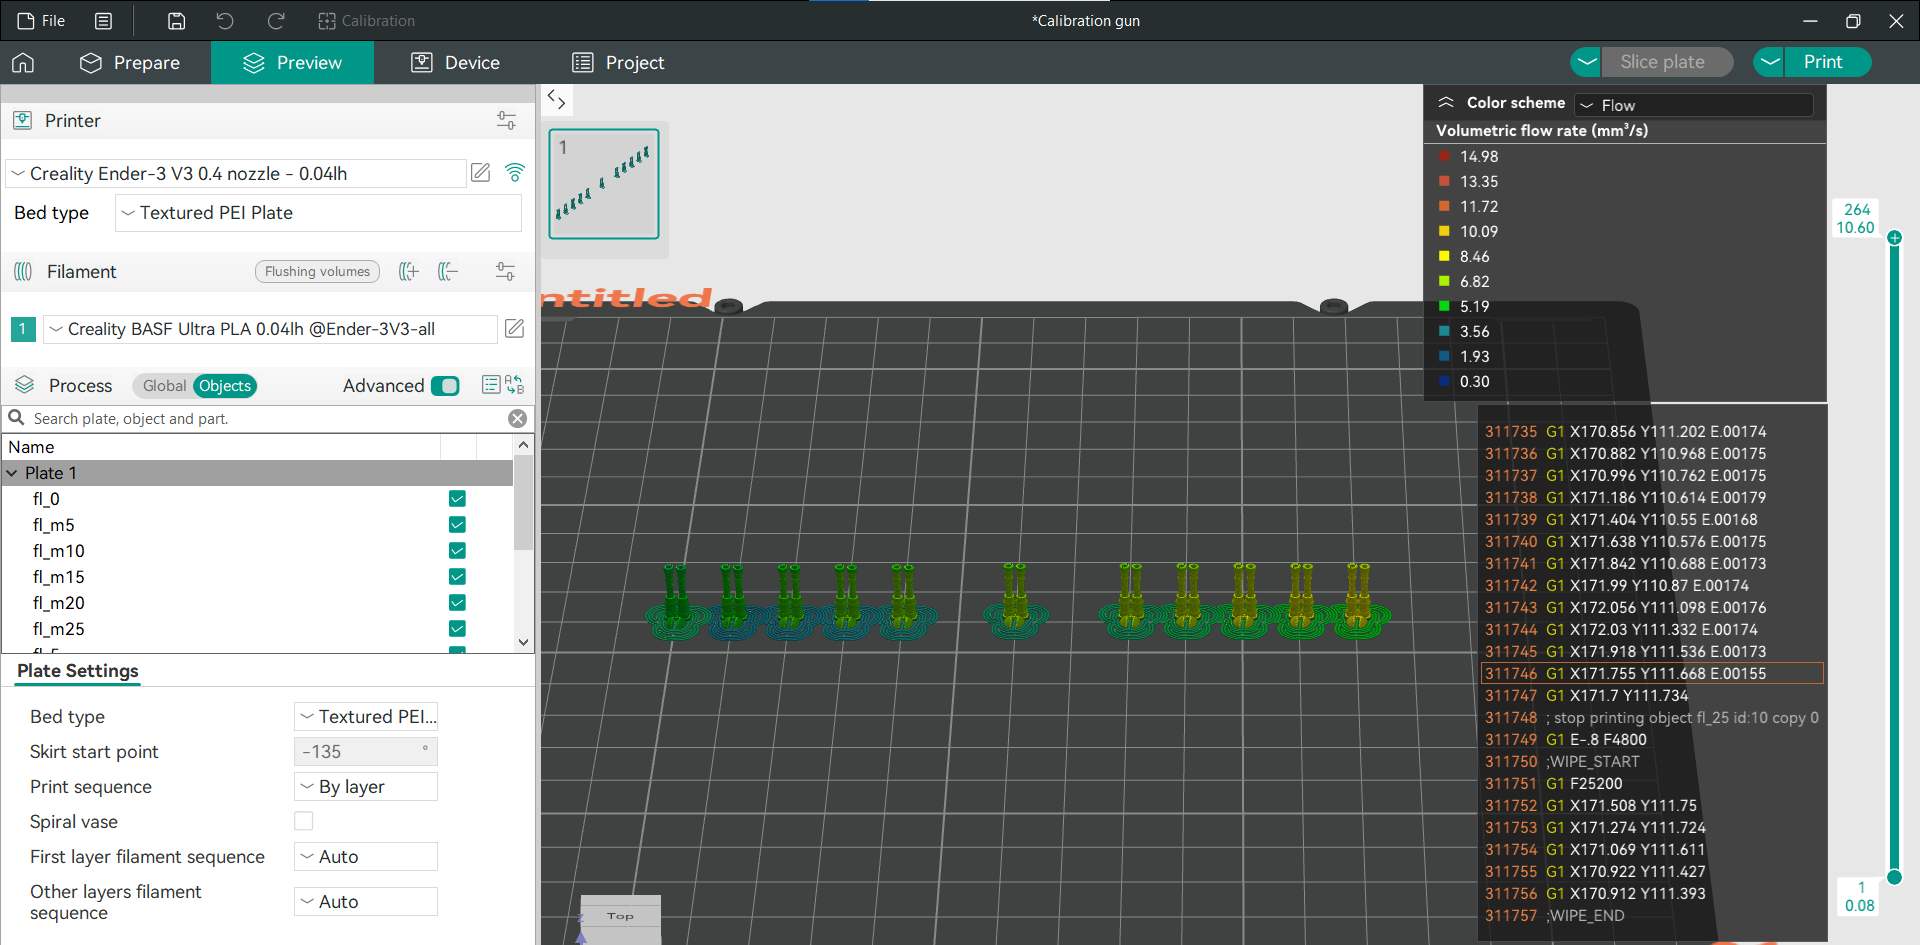 File
Calibration
*Calibration gun
Prepare
Preview
Device
Project
Slice plate
Print
Printer
Creality Ender-3 V3 0.4 nozzle - 0.04lh
Bed type
Textured PEI Plate
Filament
Flushing volumes
1
Creality BASF Ultra PLA 0.04lh @Ender-3V3-all
Process
Global
Objects
Advanced
Search plate, object and part.
Name
Plate 1
fl_0
fl_m5
fl_m10
fl_m15
fl_m20
fl_m25
Plate Settings
Bed type
Textured PEI...
Skirt start point
-135 °
Print sequence
By layer
Spiral vase
First layer filament sequence
Auto
Other layers filament
sequence
Auto
1
ntitled
Top
Z
Color scheme
Flow
Volumetric flow rate (mm³/s)
14.98
13.35
11.72
10.09
8.46
6.82
5.19
3.56
1.93
0.30
311735 G1 X170.856 Y111.202 E.00174
311736 G1 X170.882 Y110.968 E.00175
311737 G1 X170.996 Y110.762 E.00175
311738 G1 X171.186 Y110.614 E.00179
311739 G1 X171.404 Y110.55 E.00168
311740 G1 X171.638 Y110.576 E.00175
311741 G1 X171.842 Y110.688 E.00173
311742 G1 X171.99 Y110.87 E.00174
311743 G1 X172.056 Y111.098 E.00176
311744 G1 X172.03 Y111.332 E.00174
311745 G1 X171.918 Y111.536 E.00173
311746 G1 X171.755 Y111.668 E.00155
311747 G1 X171.7 Y111.734
311748 ; stop printing object fl_25 id:10 copy 0
311749 G1 E-.8 F4800
311750 ;WIPE_START
311751 G1 F25200
311752 G1 X171.508 Y111.75
311753 G1 X171.274 Y111.724
311754 G1 X171.069 Y111.611
311755 G1 X170.922 Y111.427
311756 G1 X170.912 Y111.393
311757 ;WIPE_END
264
10.60
1
0.08